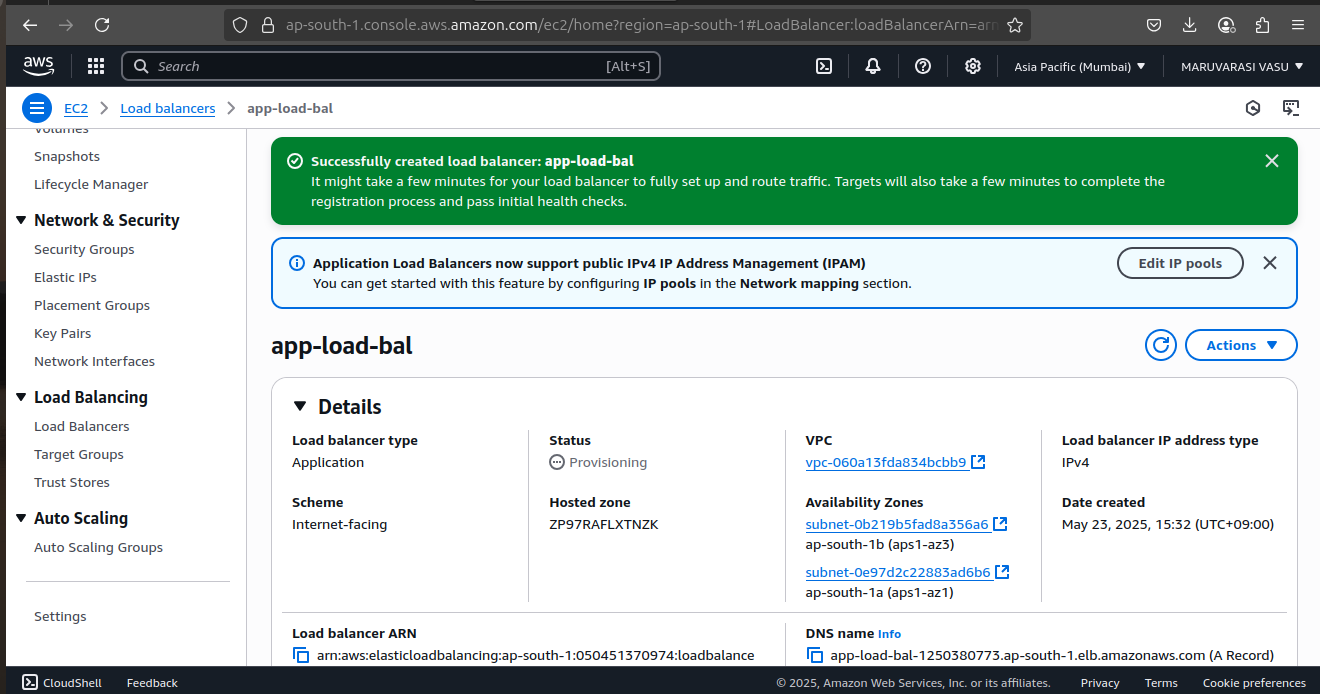 ap-south-1.console.aws.amazon.com/ec2/home?region=ap-south-1#LoadBalancer:loadBalancerArn=arn
aws
Search [Alt+S]
Asia Pacific (Mumbai)
MARUVARASI VASU
EC2 > Load balancers > app-load-bal
Volumes
Snapshots
Lifecycle Manager
Network & Security
Security Groups
Elastic IPs
Placement Groups
Key Pairs
Network Interfaces
Load Balancing
Load Balancers
Target Groups
Trust Stores
Auto Scaling
Auto Scaling Groups
Settings
Successfully created load balancer: app-load-bal
It might take a few minutes for your load balancer to fully set up and route traffic. Targets will also take a few minutes to complete the
registration process and pass initial health checks.
Application Load Balancers now support public IPv4 IP Address Management (IPAM)
You can get started with this feature by configuring IP pools in the Network mapping section.
Edit IP pools
app-load-bal
Actions
Details
Load balancer type
Application
Scheme
Internet-facing
Status
Provisioning
Hosted zone
ZP97RAFLXTNZK
VPC
vpc-060a13fda834bcbb9
Availability Zones
subnet-0b219b5fad8a356a6
ap-south-1b (aps1-az3)
subnet-0e97d2c22883ad6b6
ap-south-1a (aps1-az1)
Load balancer IP address type
IPv4
Date created
May 23, 2025, 15:32 (UTC+09:00)
Load balancer ARN
arn:aws:elasticloadbalancing:ap-south-1:050451370974:loadbalance
DNS name Info
app-load-bal-1250380773.ap-south-1.elb.amazonaws.com (A Record)
CloudShell Feedback
© 2025, Amazon Web Services, Inc. or its affiliates. Privacy Terms Cookie preferences